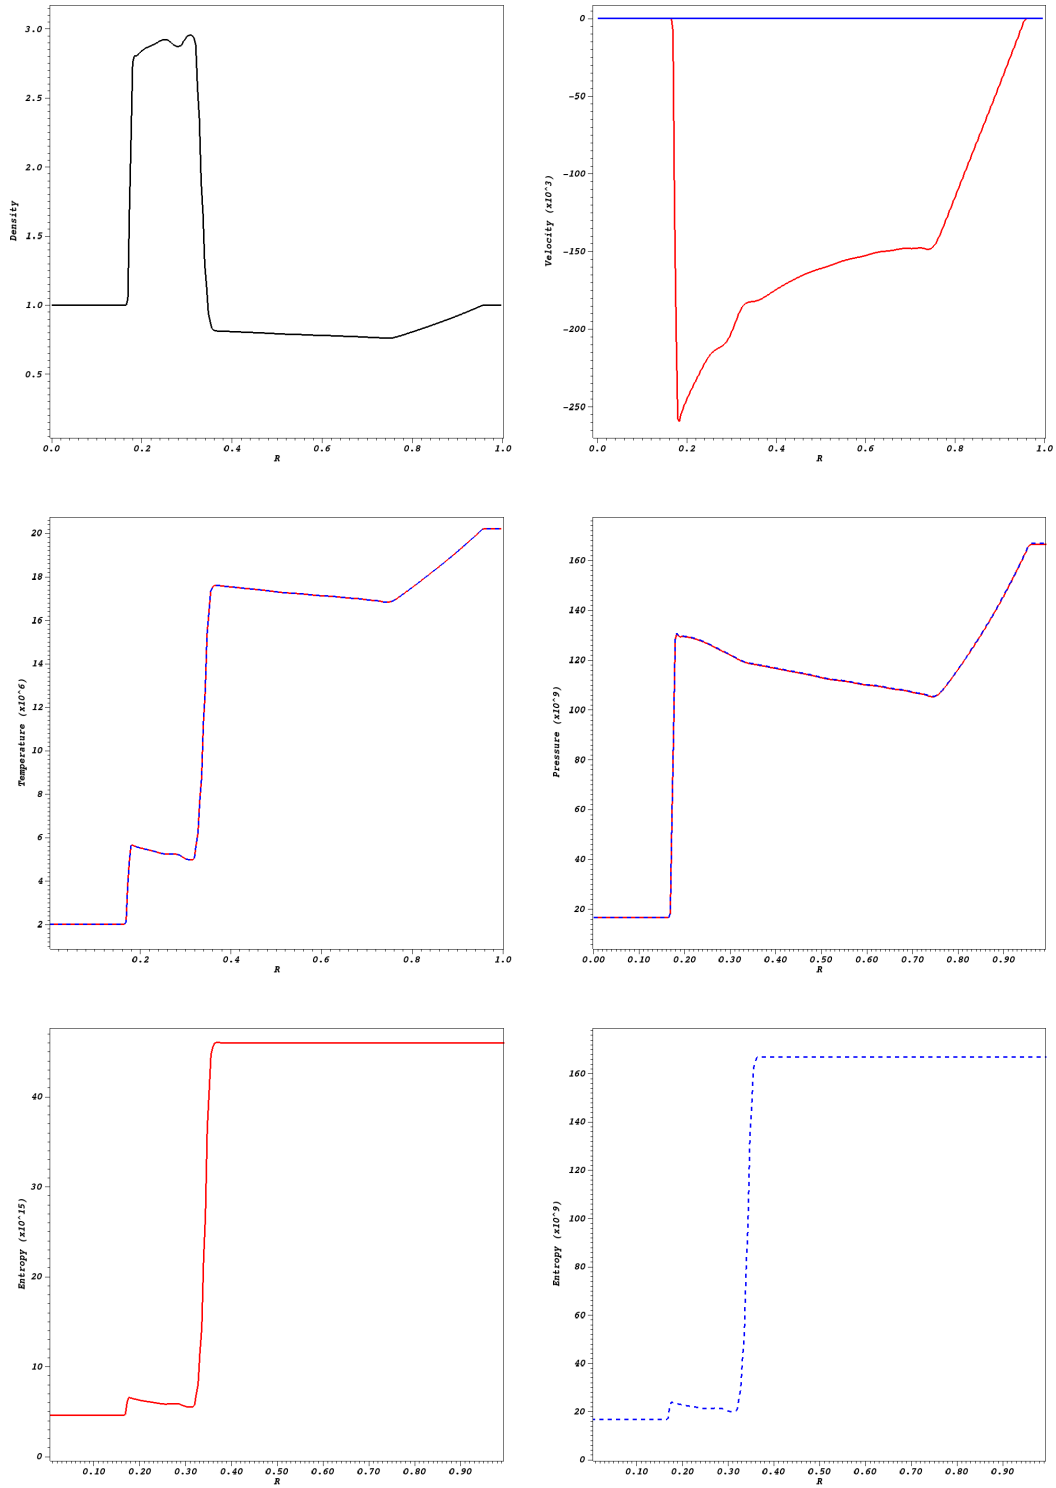 3.0
2.5
2.0
1.5
1.0
0.5
Density
0.0 0.2 0.4 0.6 0.8 1.0
R
0
-50
-100
-150
-200
-250
Velocity (x10^3)
0.0 0.2 0.4 0.6 0.8 1.0
R
20
18
16
14
12
10
8
6
4
2
Temperature (x10^6)
0.2 0.4 0.6 0.8 1.0
R
160
140
120
100
80
60
40
20
Pressure (x10^9)
0.00 0.10 0.20 0.30 0.40 0.50 0.60 0.70 0.80 0.90
R
40
30
20
10
0
Entropy (x10^15)
0.10 0.20 0.30 0.40 0.50 0.60 0.70 0.80 0.90
R
160
140
120
100
80
60
40
20
0
Entropy (x10^9)
0.10 0.20 0.30 0.40 0.50 0.60 0.70 0.80 0.90
R